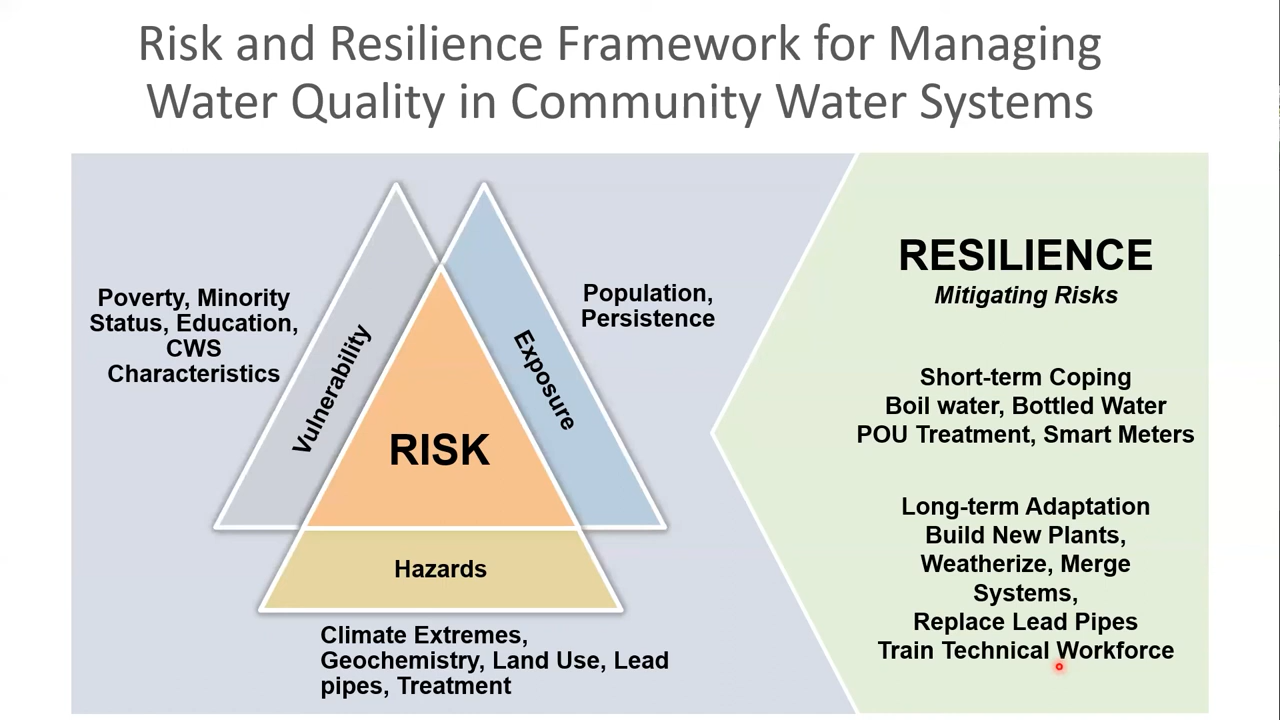 Risk and Resilience Framework for Managing
Water Quality in Community Water Systems
Poverty, Minority
Status, Education,
CWS
Characteristics
Vulnerability
RISK
Exposure
Population,
Persistence
Hazards
Climate Extremes,
Geochemistry, Land Use, Lead
pipes, Treatment
RESILIENCE
Mitigating Risks
Short-term Coping
Boil water, Bottled Water
POU Treatment, Smart Meters
Long-term Adaptation
Build New Plants,
Weatherize, Merge
Systems,
Replace Lead Pipes
Train Technical Workforce